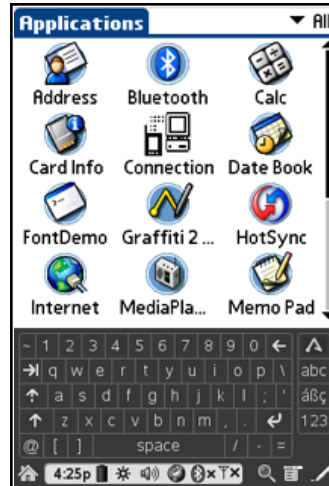 Applications All
Address Bluetooth Calc
Card Info Connection Date Book
FontDemo Graffiti 2 ... HotSync
Internet MediaPla... Memo Pad
~ 1 2 3 4 5 6 7 8 9 0 ←
q w e r t y u i o p \ abc
a s d f g h j k l ; ' áßç
z x c v b n m , . 123
@ [ ] space / - =
4:25p